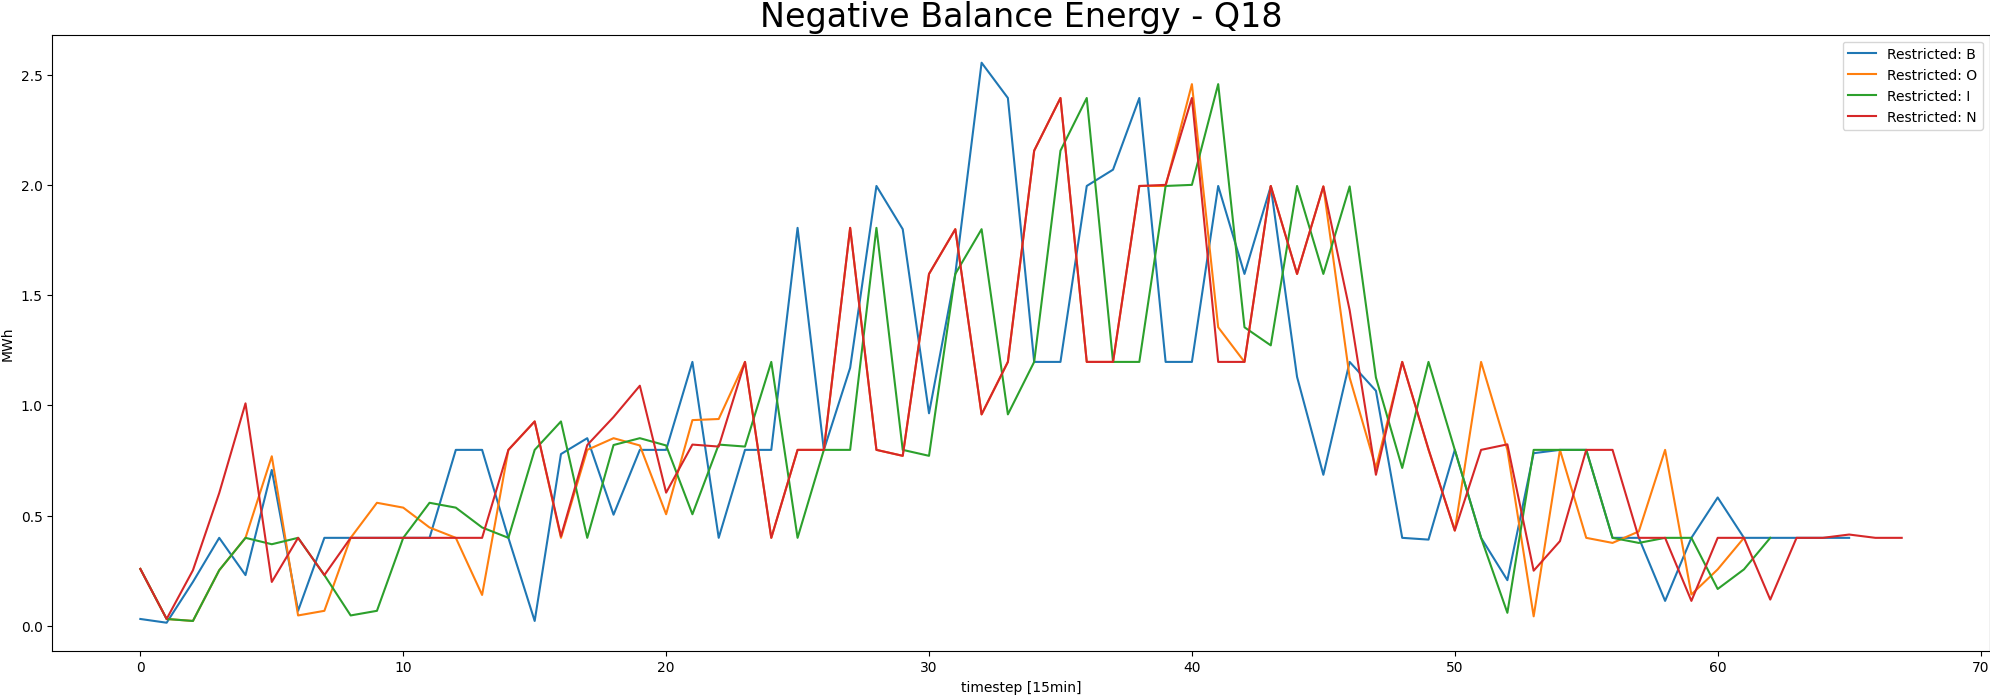 Negative Balance Energy - Q18
Restricted: B
Restricted: O
Restricted: I
Restricted: N
2.5
2.0
1.5
1.0
0.5
0.0
MWh
0 10 20 30 40 50 60 70
timestep [15min]